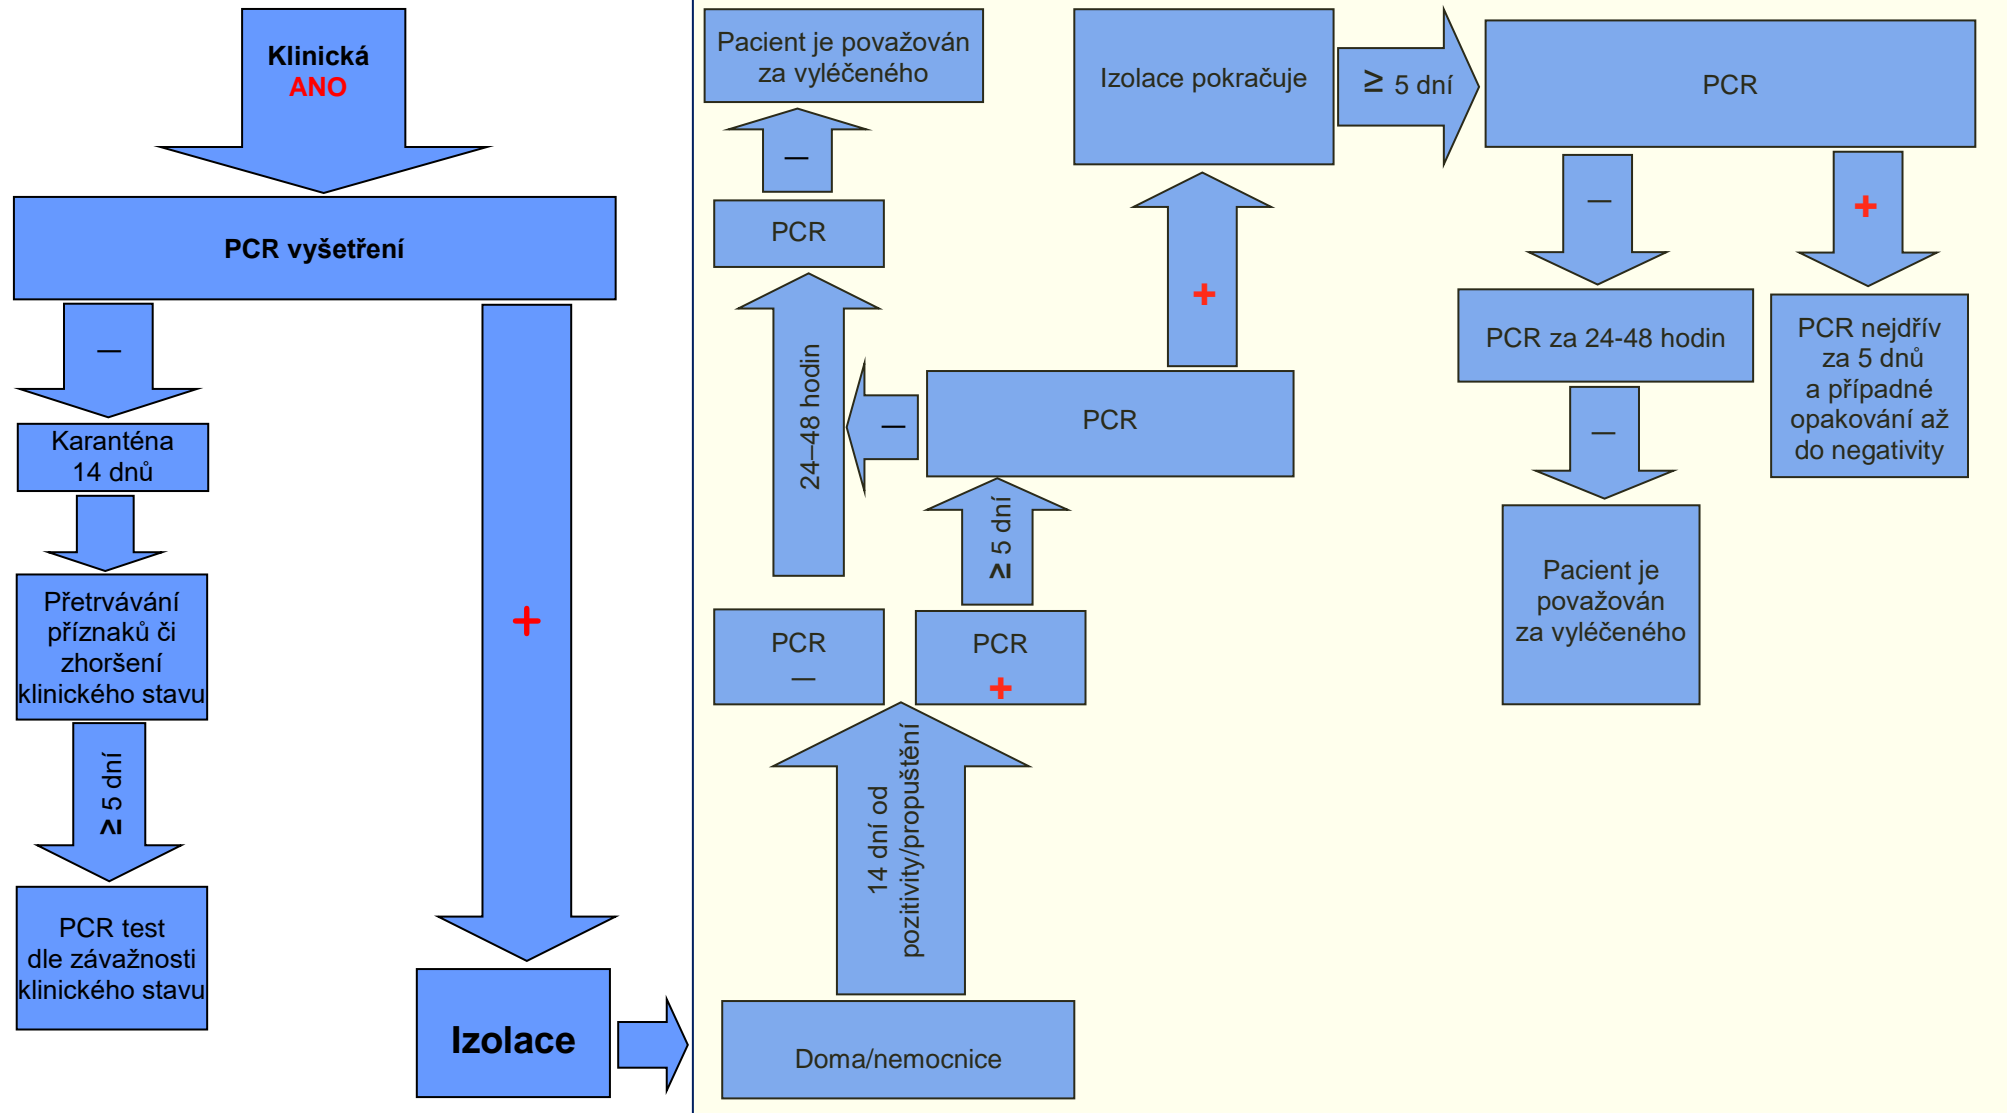 Klinická
ANO
PCR vyšetření
–
+
Karanténa
14 dnů
Přetrvávání
příznaků či
zhoršení
klinického stavu
≥ 5 dní
PCR test
dle závažnosti
klinického stavu
Izolace
Doma/nemocnice
14 dní od
pozitivity/propuštění
PCR
–
PCR
+
≥ 5 dní
PCR
–
24–48 hodin
PCR
–
Pacient je považován
za vyléčeného
+
Izolace pokračuje
≥ 5 dní
PCR
–
+
PCR za 24-48 hodin
–
Pacient je
považován
za vyléčeného
PCR nejdřív
za 5 dnů
a případné
opakování až
do negativity